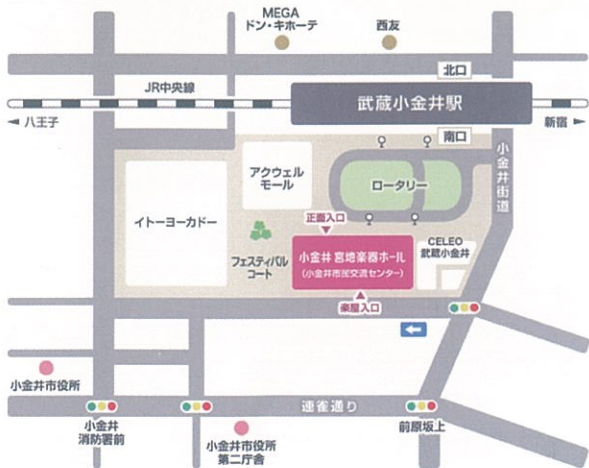 MEGA
ドン・キホーテ
西友
北口
JR中央線
武蔵小金井駅
◀ 八王子
新宿 ▶
南口
小金井街道
アクウェル
モール
ロータリー
イトーヨーカドー
正面入口
フェスティバル
コート
小金井 宮地楽器ホール
(小金井市民交流センター)
CELEO
武蔵小金井
楽屋入口
小金井市役所
連雀通り
小金井
消防署前
前原坂上
小金井市役所
第二庁舎